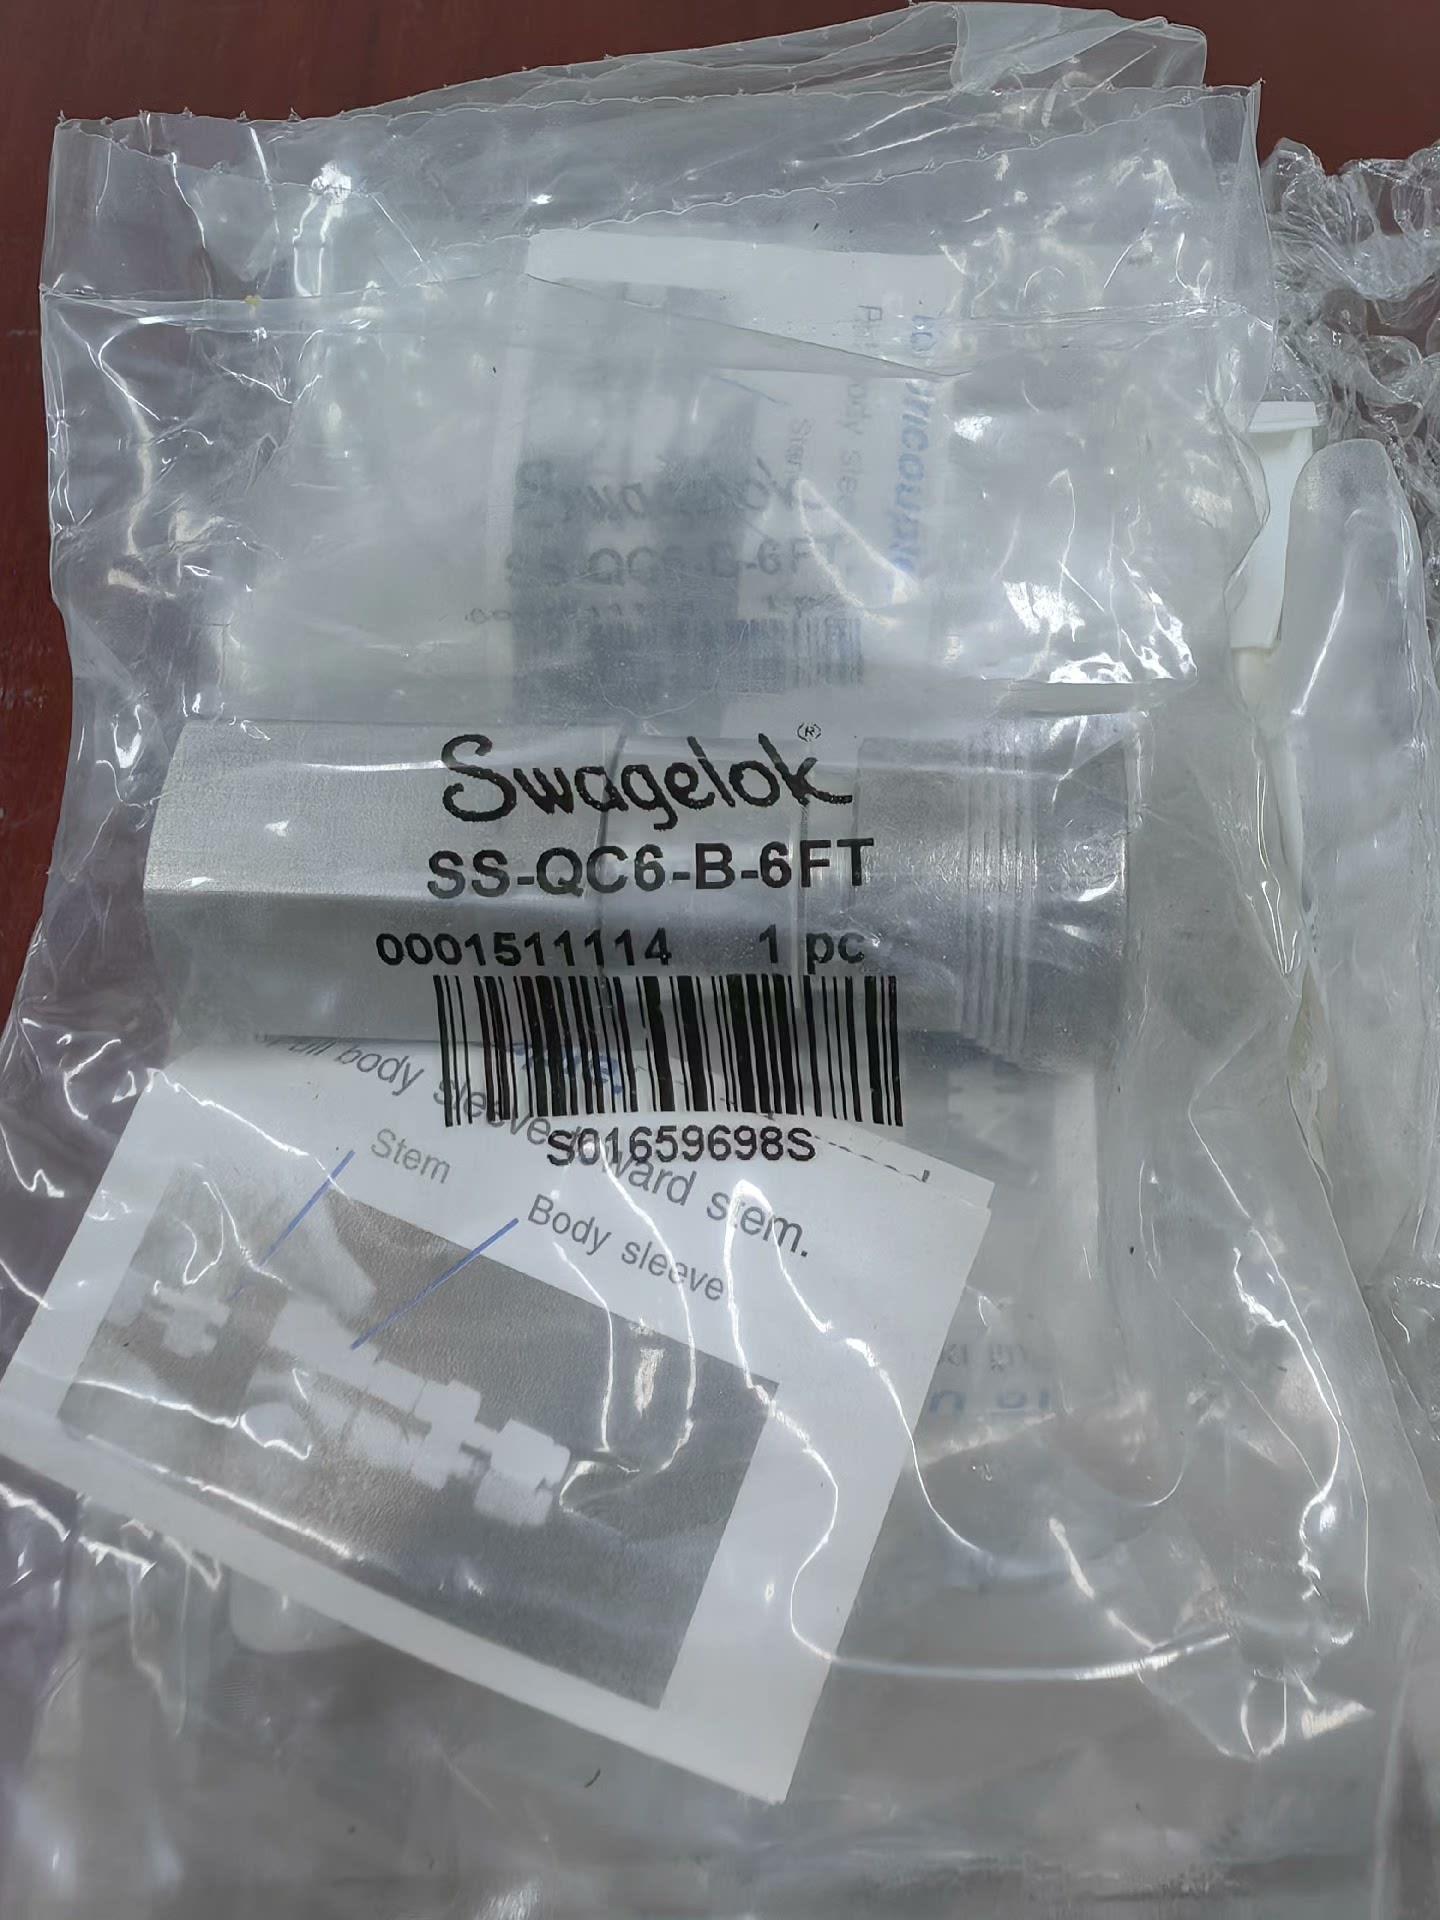 Swagelok®
SS-QC6-B-6FT
0001511114 1 pc
S01659698S
body sleeve toward stem.
Stem
Body sleeve